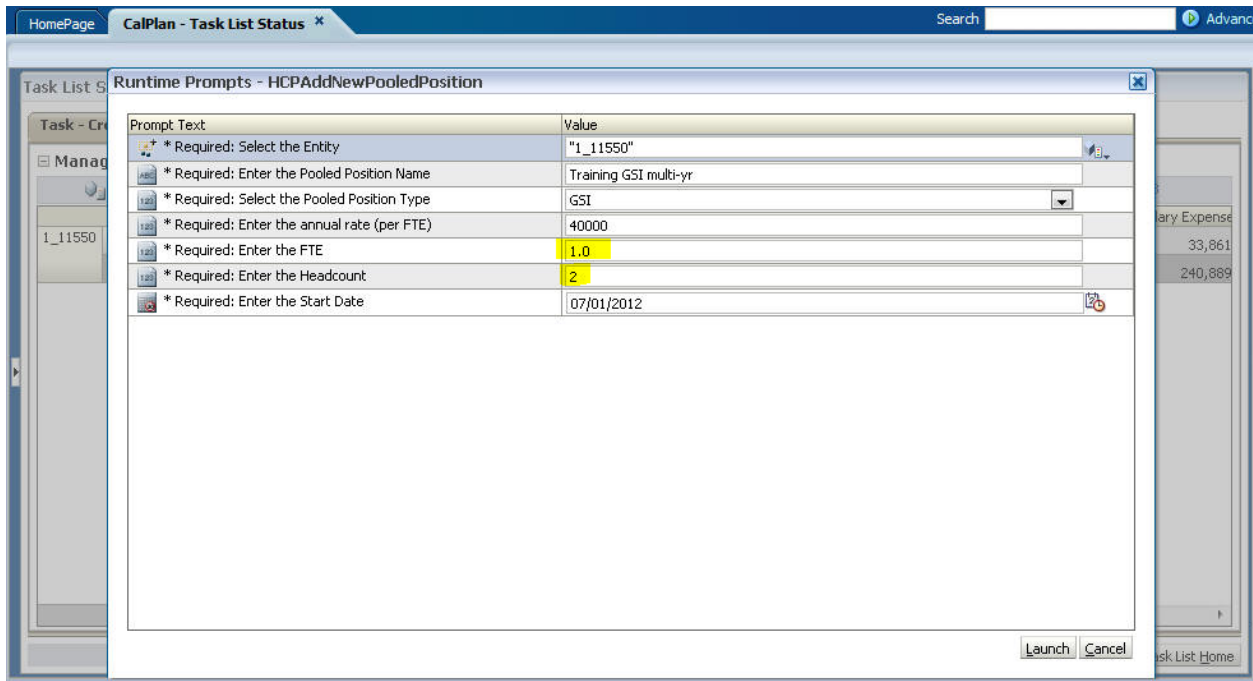 HomePage CalPlan - Task List Status × Search Advanc
Task List S
Runtime Prompts - HCPAddNewPooledPosition
Task - Cre
Manag
Prompt Text Value
* Required: Select the Entity "1_11550"
* Required: Enter the Pooled Position Name Training GSI multi-yr
* Required: Select the Pooled Position Type GSI
* Required: Enter the annual rate (per FTE) 40000
* Required: Enter the FTE 1.0
* Required: Enter the Headcount 2
* Required: Enter the Start Date 07/01/2012
1_11550
ary Expense
33,861
240,889
Launch Cancel
sk List Home